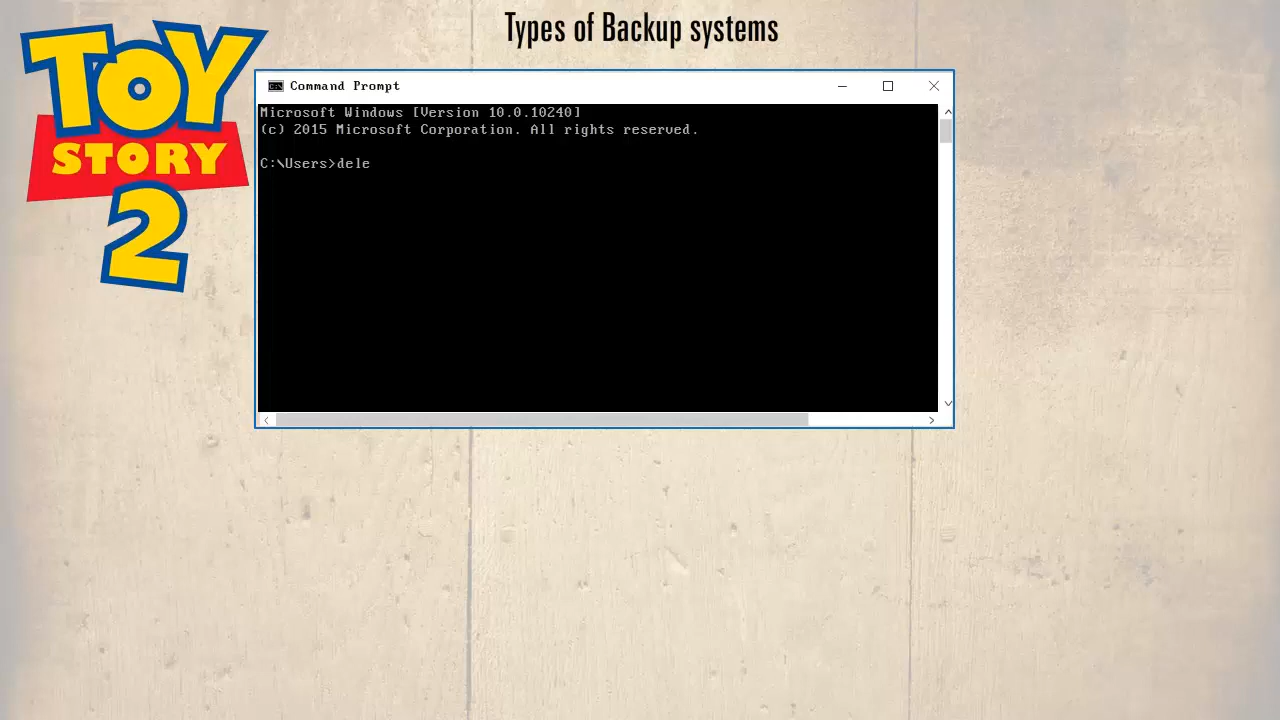 Types of Backup systems
TOY
STORY
2
Command Prompt
Microsoft Windows [Version 10.0.10240]
(c) 2015 Microsoft Corporation. All rights reserved.
C:\Users>dele